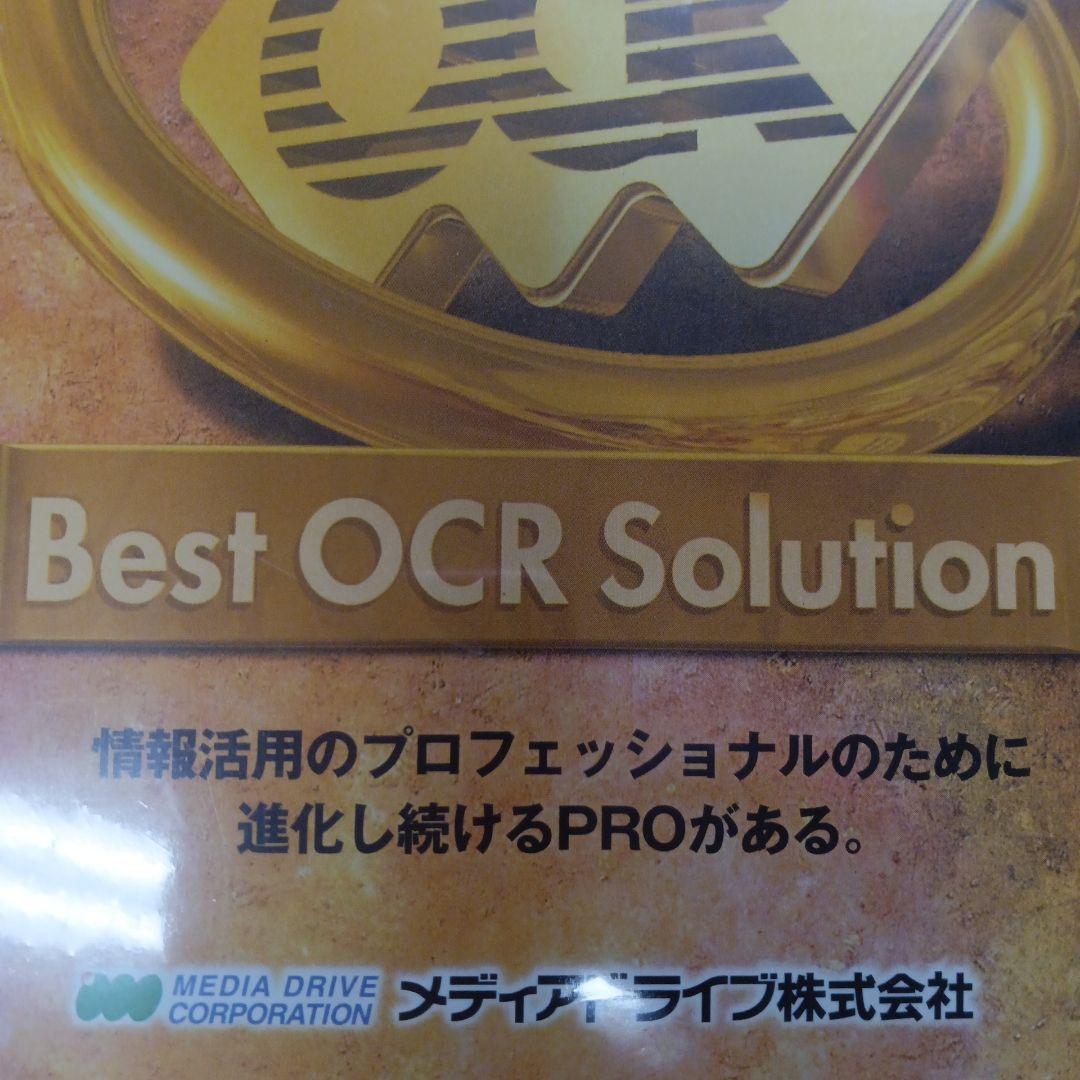 OCR
Best OCR Solution
情報活用のプロフェッショナルのために
進化し続けるPROがある。
MEDIA DRIVE
CORPORATION
メディアドライブ株式会社